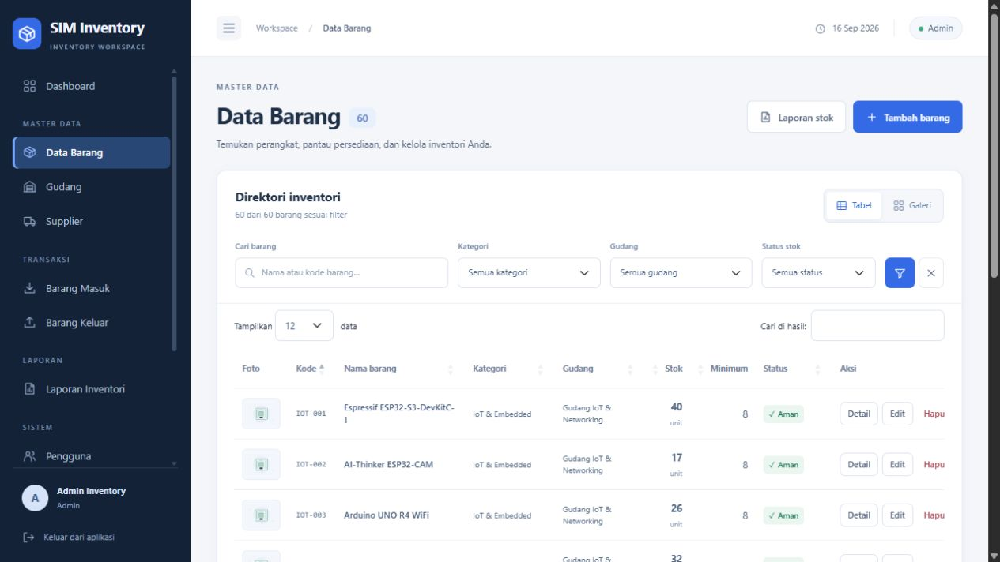 SIM Inventory
INVENTORY WORKSPACE
Dashboard
MASTER DATA
Data Barang
Gudang
Supplier
TRANSAKSI
Barang Masuk
Barang Keluar
LAPORAN
Laporan Inventori
SISTEM
Pengguna
A
Admin Inventory
Admin
Keluar dari aplikasi
Workspace / Data Barang
16 Sep 2026
Admin
MASTER DATA
Data Barang 60
Temukan perangkat, pantau persediaan, dan kelola inventori Anda.
Laporan stok
+ Tambah barang
Direktori inventori
60 dari 60 barang sesuai filter
Tabel Galeri
Cari barang Kategori Gudang Status stok
Nama atau kode barang... Semua kategori Semua gudang Semua status
Tampilkan 12 data Cari di hasil:
Foto Kode Nama barang Kategori Gudang Stok Minimum Status Aksi
IOT-001 Espressif ESP32-S3-DevKitC-
1 IoT & Embedded Gudang IoT &
Networking 40
unit 8 ✓ Aman Detail Edit Hapu
IOT-002 AI-Thinker ESP32-CAM IoT & Embedded Gudang IoT &
Networking 17
unit 8 ✓ Aman Detail Edit Hapu
IOT-003 Arduino UNO R4 WiFi IoT & Embedded Gudang IoT &
Networking 26
unit 8 ✓ Aman Detail Edit Hapu
Gudang IoT & 32